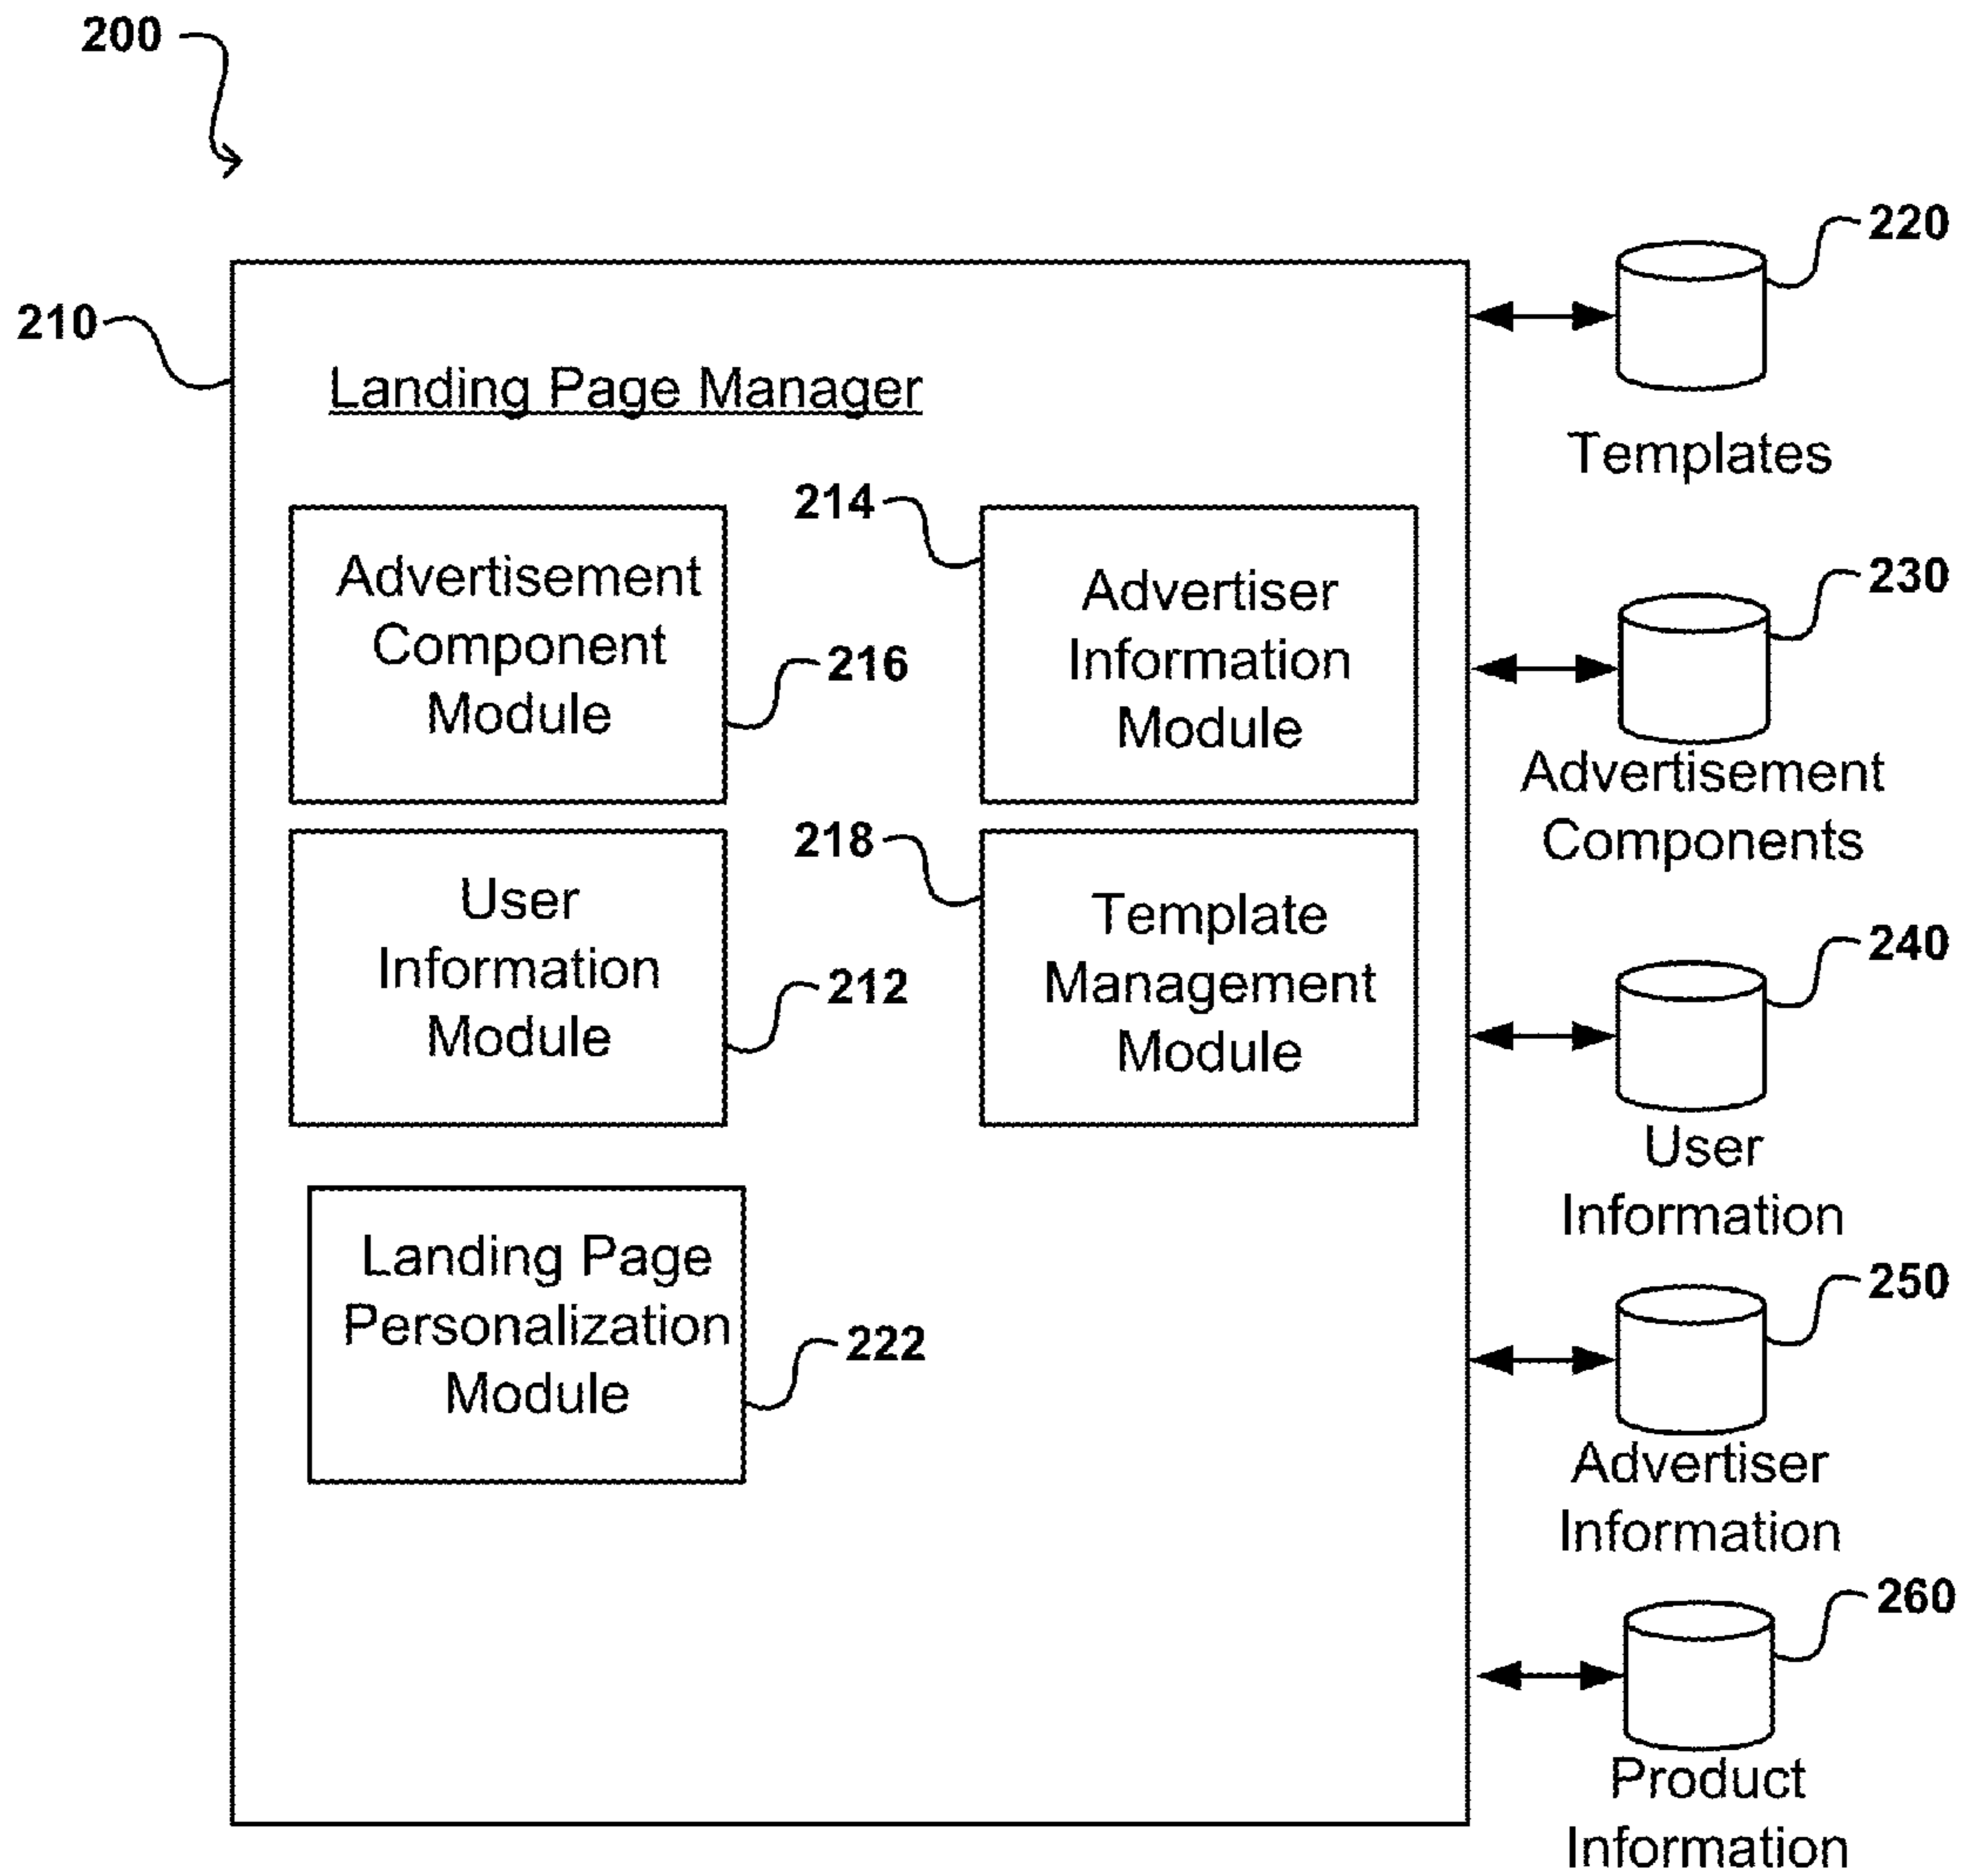 200
210
Landing Page Manager
220
Templates
Advertisement
Component
Module
216
214
Advertiser
Information
Module
230
Advertisement
Components
User
Information
Module
212
218
Template
Management
Module
240
User
Information
Landing Page
Personalization
Module
222
250
Advertiser
Information
260
Product
Information